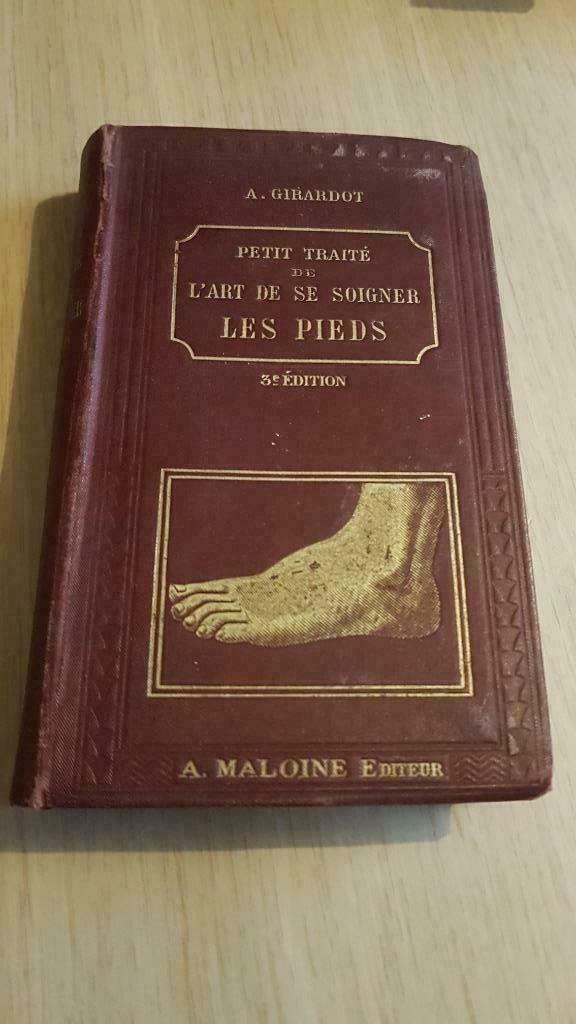 A. GIRARDOT
PETIT TRAITÉ
DE
L'ART DE SE SOIGNER
LES PIEDS
3e ÉDITION
A. MALOINE EDITEUR